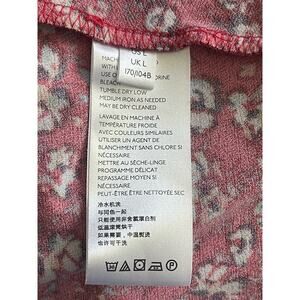 US L
UK L
170/104B
MACH
WITH
USE O RINE
BLEACH
TUMBLE DRY LOW
MEDIUM IRON AS NEEDED
MAY BE DRY CLEANED
LAVAGE EN MACHINE À
TEMPÉRATURE FROIDE
AVEC COULEURS SIMILAIRES
UTILISER UN AGENT DE
BLANCHIMENT SANS CHLORE SI
NÉCESSAIRE
METTRE AU SÈCHE-LINGE
PROGRAMME DÉLICAT
REPASSAGE MOYEN SI
NÉCESSAIRE
PEUT-ÊTRE ÊTRE NETTOYÉE SEC
冷水机洗
与同色一起
只能使用非含氯漂白剂
低温滚筒烘干
如果需要，中温熨烫
也许可干洗